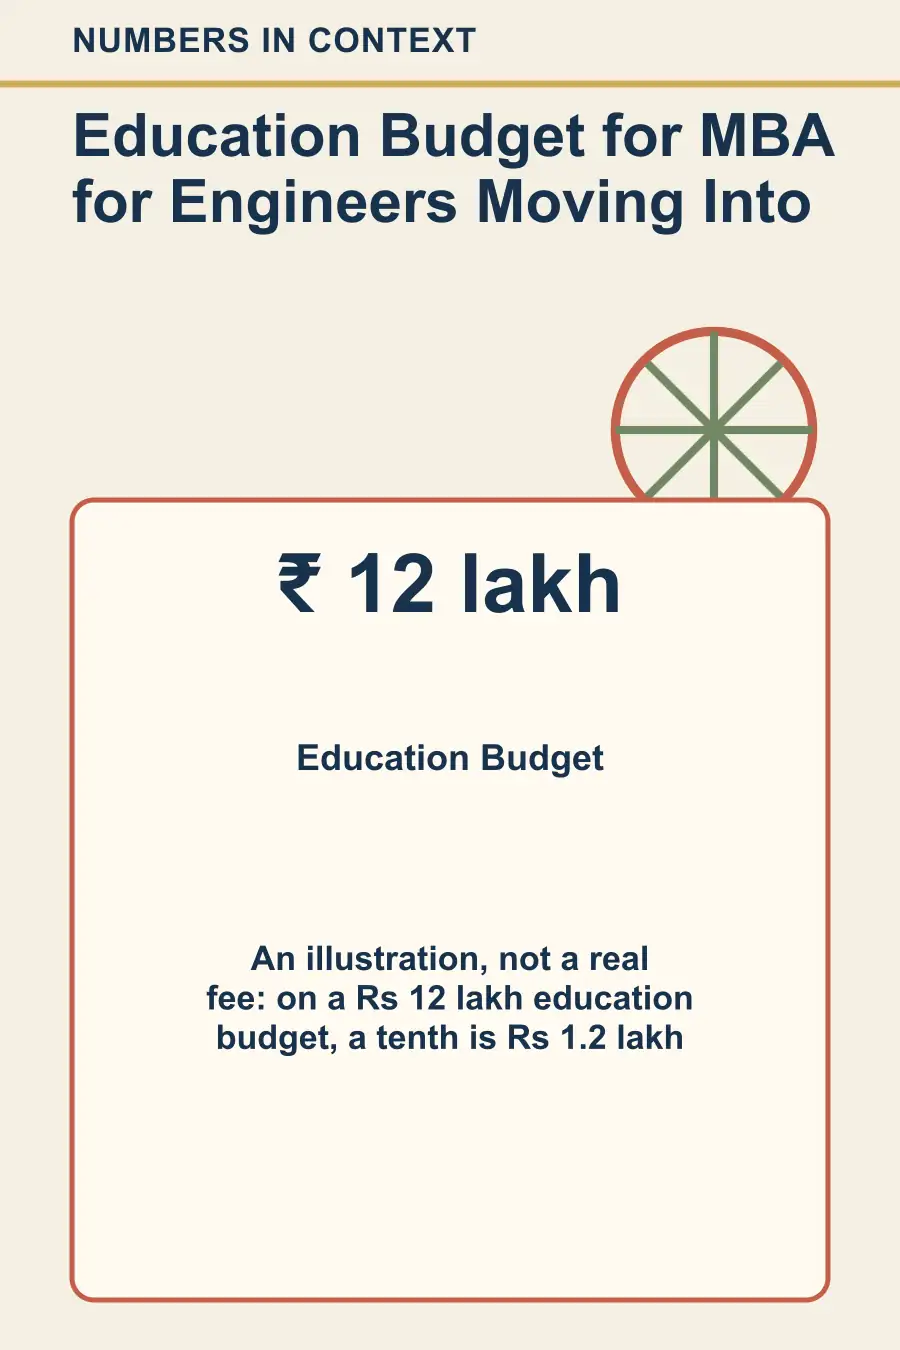 NUMBERS IN CONTEXT
Education Budget for MBA
for Engineers Moving Into
₹ 12 lakh
Education Budget
An illustration, not a real
fee: on a Rs 12 lakh education
budget, a tenth is Rs 1.2 lakh